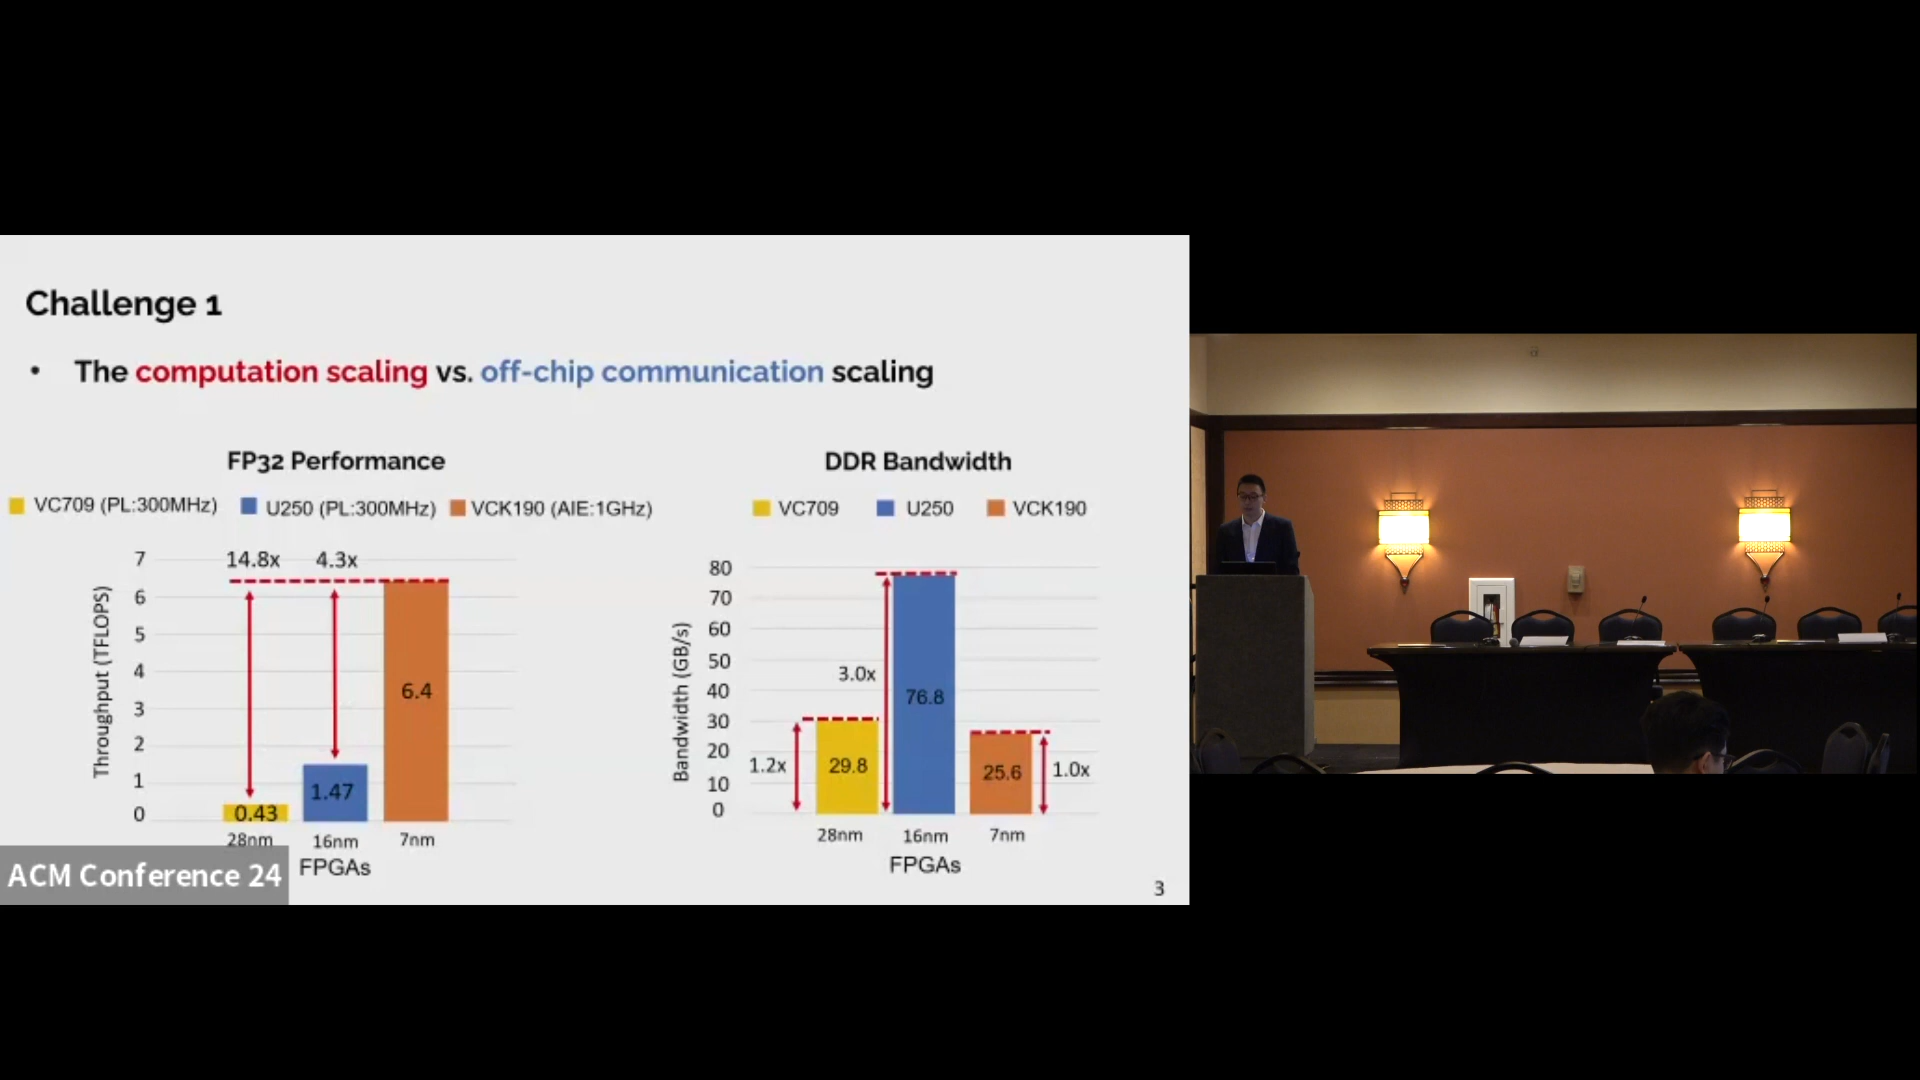 Challenge 1
• The computation scaling vs. off-chip communication scaling
FP32 Performance
VC709 (PL:300MHz) U250 (PL:300MHz) VCK190 (AIE:1GHz)
14.8x 4.3x
Throughput (TFLOPS)
7
6
5
4
3
2
1
0
0.43
1.47
6.4
28nm 16nm 7nm
FPGAs
DDR Bandwidth
VC709 U250 VCK190
Bandwidth (GB/s)
80
70
60
50
40
30
20
10
0
1.2x
29.8
3.0x
76.8
25.6
1.0x
28nm 16nm 7nm
FPGAs
ACM Conference 24
3